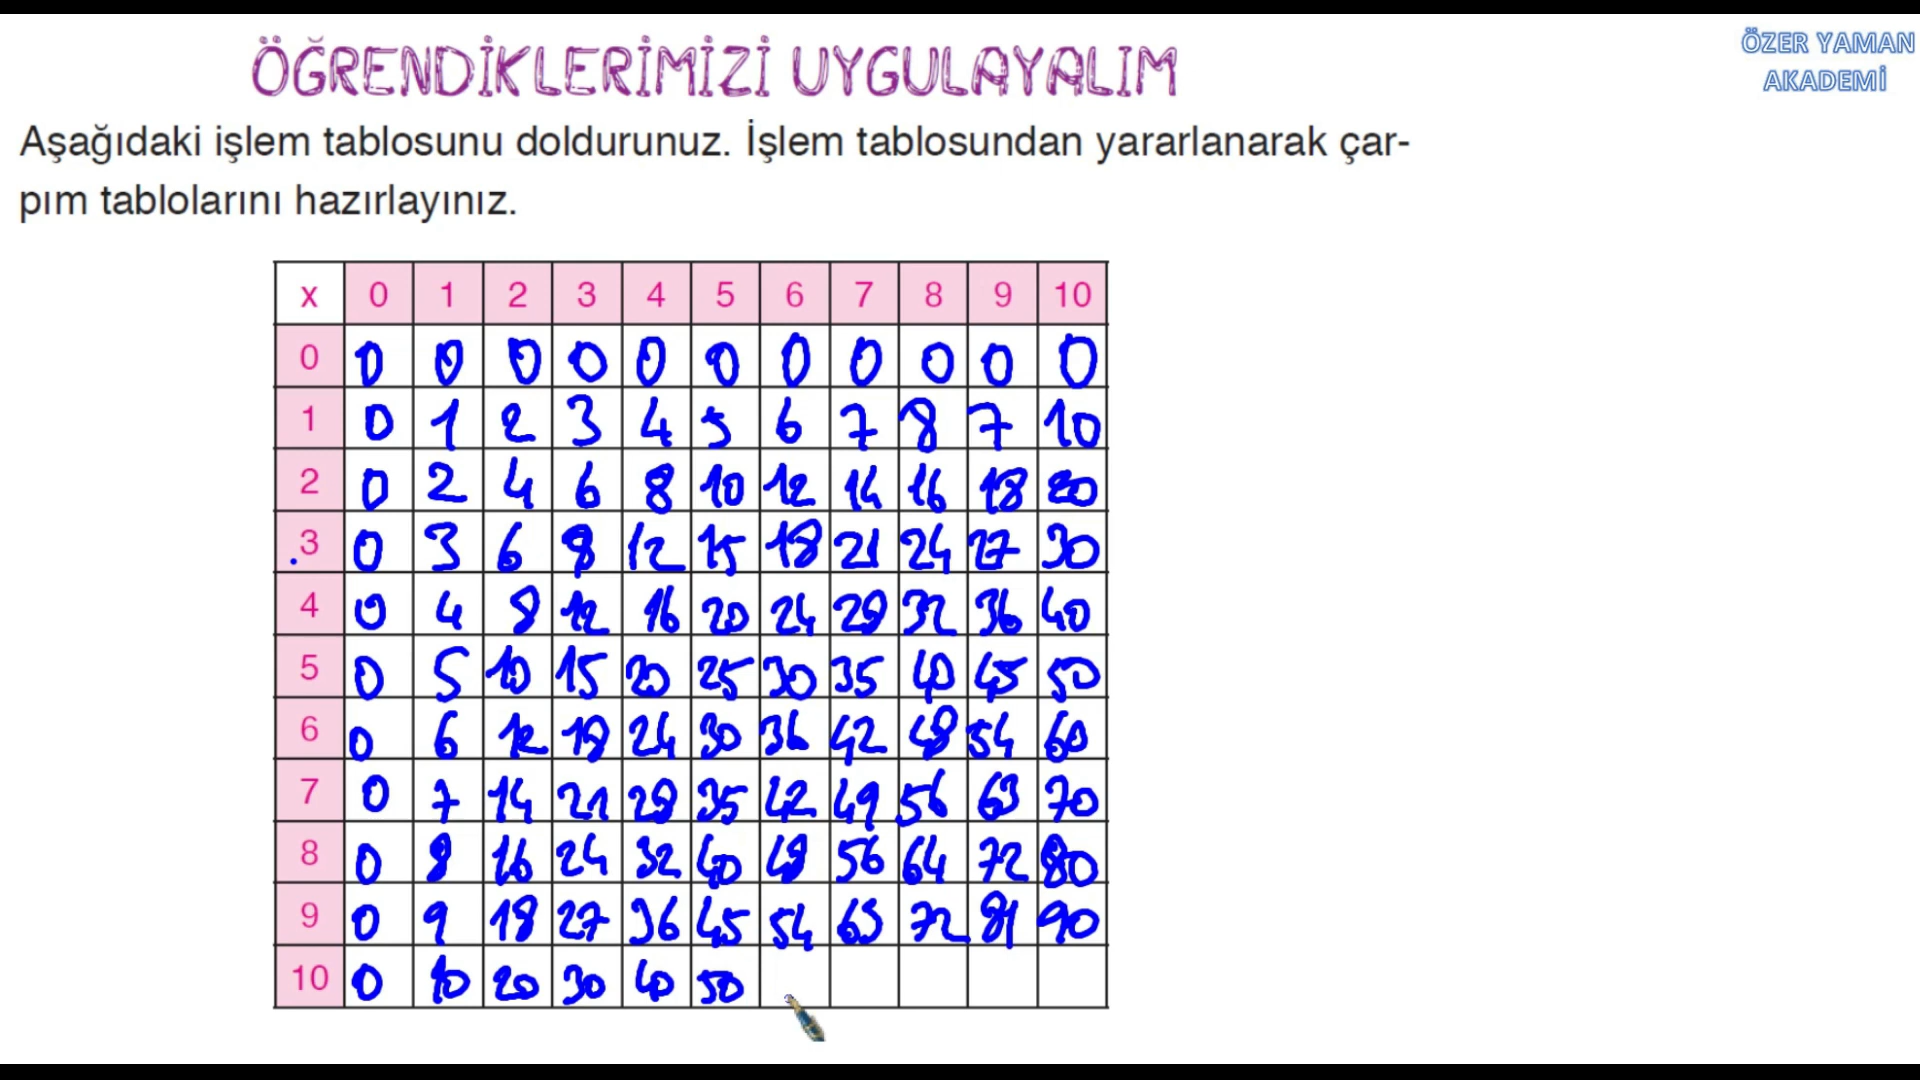 ÖĞRENDİKLERİMİZİ UYGULAYALIM
ÖZER YAMAN
AKADEMİ
Aşağıdaki işlem tablosunu doldurunuz. İşlem tablosundan yararlanarak çar-
pım tablolarını hazırlayınız.
x 0 1 2 3 4 5 6 7 8 9 10
0 0 0 0 0 0 0 0 0 0 0 0
1 0 1 2 3 4 5 6 7 8 7 10
2 0 2 4 6 8 10 12 14 16 18 20
.3 0 3 6 8 12 15 18 21 24 27 30
4 0 4 8 12 16 20 24 28 32 36 40
5 0 5 10 15 20 25 30 35 40 45 50
6 0 6 12 18 24 30 36 42 48 54 60
7 0 7 14 21 28 35 42 49 56 63 70
8 0 8 16 24 32 40 48 56 64 72 80
9 0 9 18 27 36 45 54 63 72 81 90
10 0 10 20 30 40 50